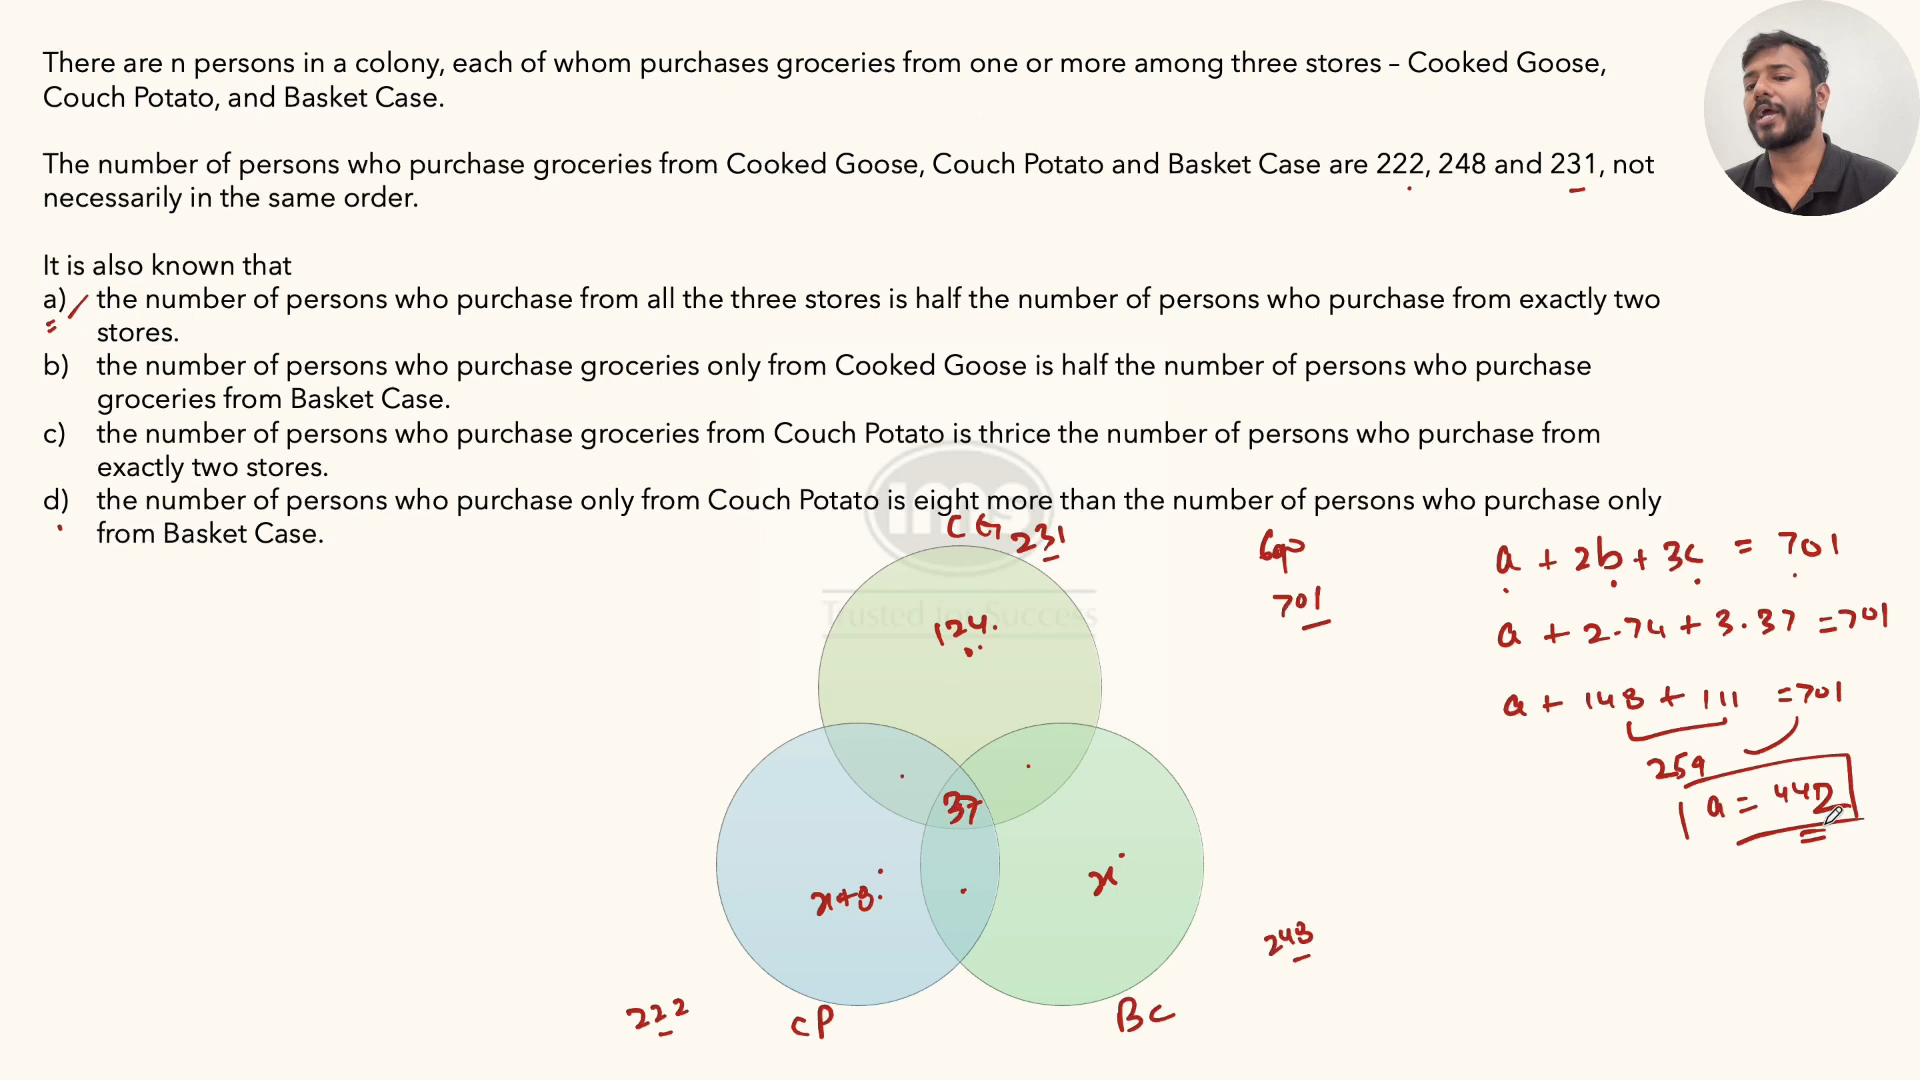 There are n persons in a colony, each of whom purchases groceries from one or more among three stores – Cooked Goose,
Couch Potato, and Basket Case.
The number of persons who purchase groceries from Cooked Goose, Couch Potato and Basket Case are 222, 248 and 231, not
necessarily in the same order.
It is also known that
a) the number of persons who purchase from all the three stores is half the number of persons who purchase from exactly two
stores.
b) the number of persons who purchase groceries only from Cooked Goose is half the number of persons who purchase
groceries from Basket Case.
c) the number of persons who purchase groceries from Couch Potato is thrice the number of persons who purchase from
exactly two stores.
d) the number of persons who purchase only from Couch Potato is eight more than the number of persons who purchase only
from Basket Case.
ims
Trusted for Success
CG 231
124
37
x+8
x
222
CP
BC
248
701
a + 2b + 3c = 701
a + 2.74 + 3.37 = 701
a + 148 + 111 = 701
259
a = 442